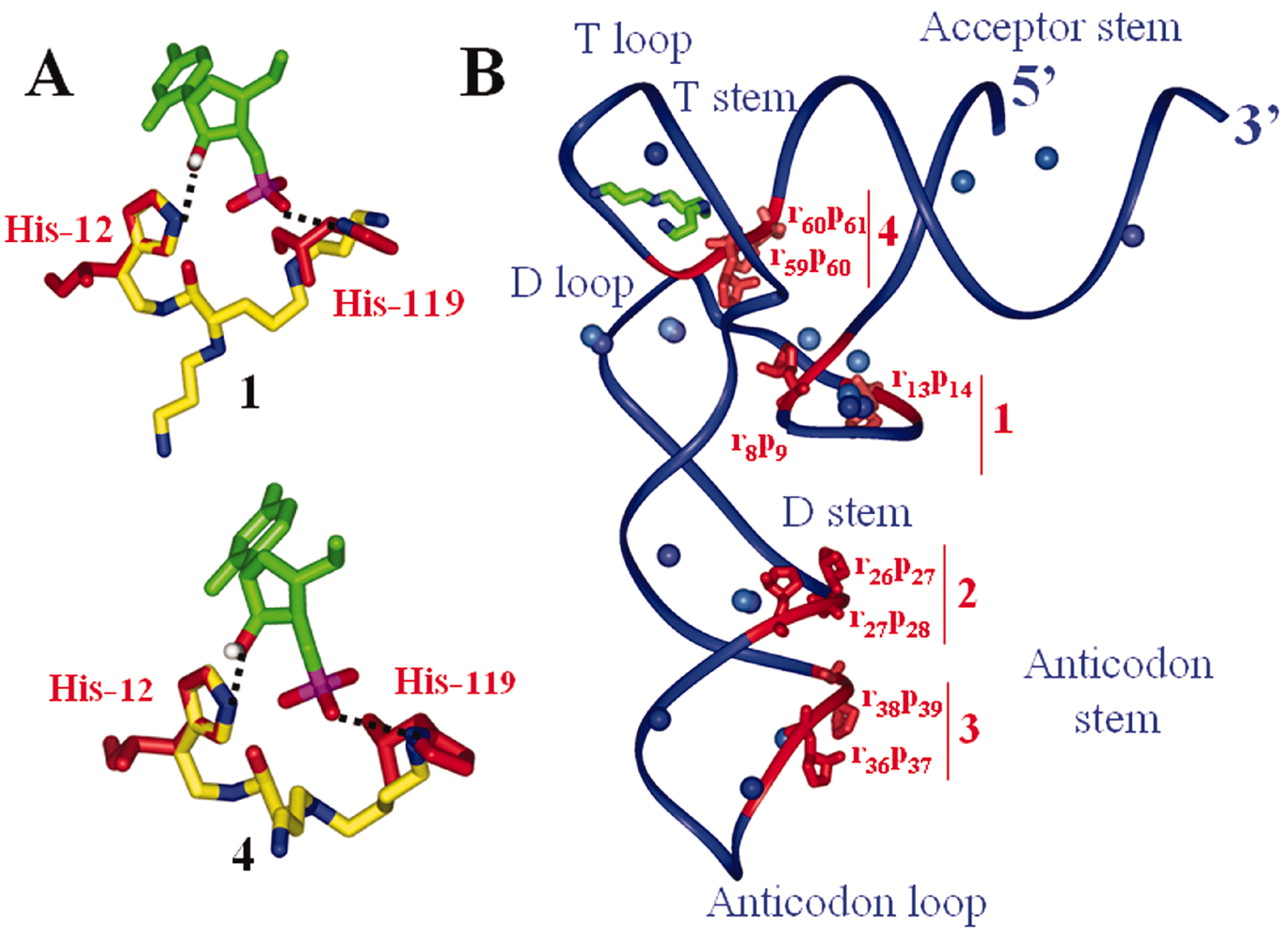 A
His-12
His-119
1
His-12
His-119
4
B
T loop
Acceptor stem
T stem
5’
3’
r60p61
4
r59p60
D loop
r13p14
1
r8p9
D stem
r26p27
2
r27p28
Anticodon
stem
r38p39
3
r36p37
Anticodon loop